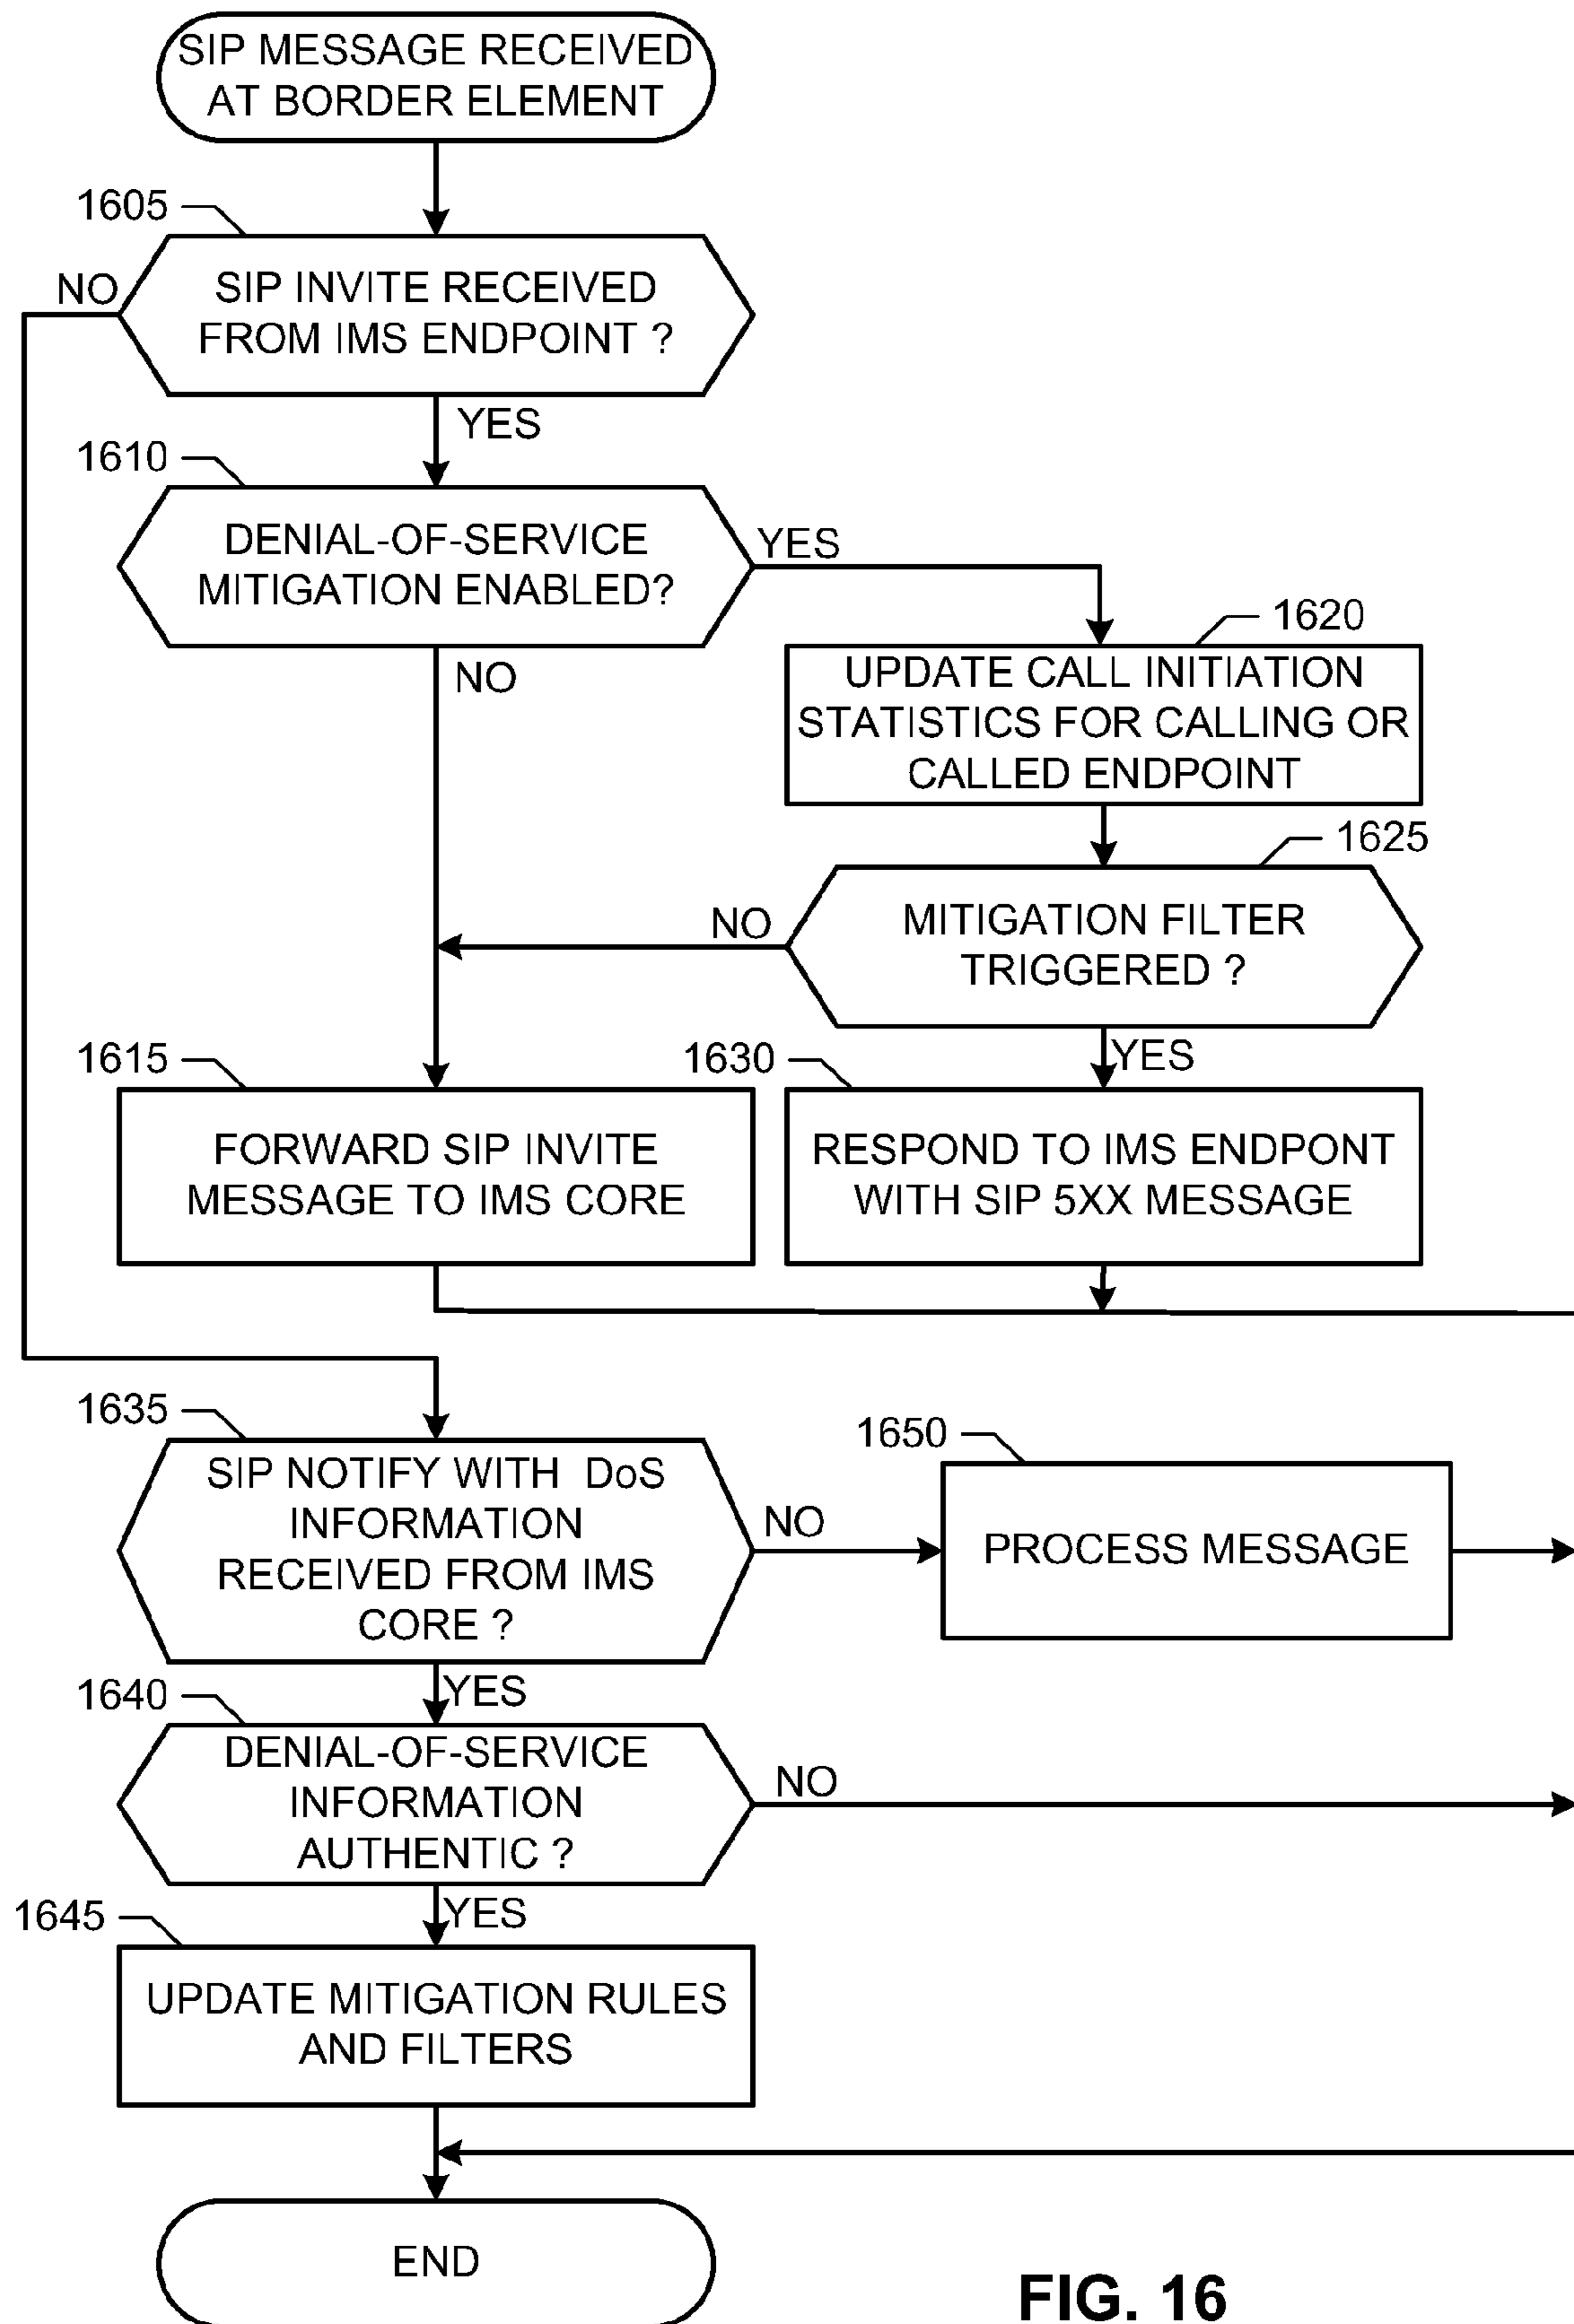 SIP MESSAGE RECEIVED
AT BORDER ELEMENT
1605
NO
SIP INVITE RECEIVED
FROM IMS ENDPOINT ?
YES
1610
DENIAL-OF-SERVICE
MITIGATION ENABLED?
YES
NO
1620
UPDATE CALL INITIATION
STATISTICS FOR CALLING OR
CALLED ENDPOINT
1625
NO
MITIGATION FILTER
TRIGGERED ?
YES
1615
FORWARD SIP INVITE
MESSAGE TO IMS CORE
1630
RESPOND TO IMS ENDPONT
WITH SIP 5XX MESSAGE
1635
SIP NOTIFY WITH DoS
INFORMATION
RECEIVED FROM IMS
CORE ?
NO
1650
PROCESS MESSAGE
YES
1640
DENIAL-OF-SERVICE
INFORMATION
AUTHENTIC ?
NO
YES
1645
UPDATE MITIGATION RULES
AND FILTERS
END
FIG. 16